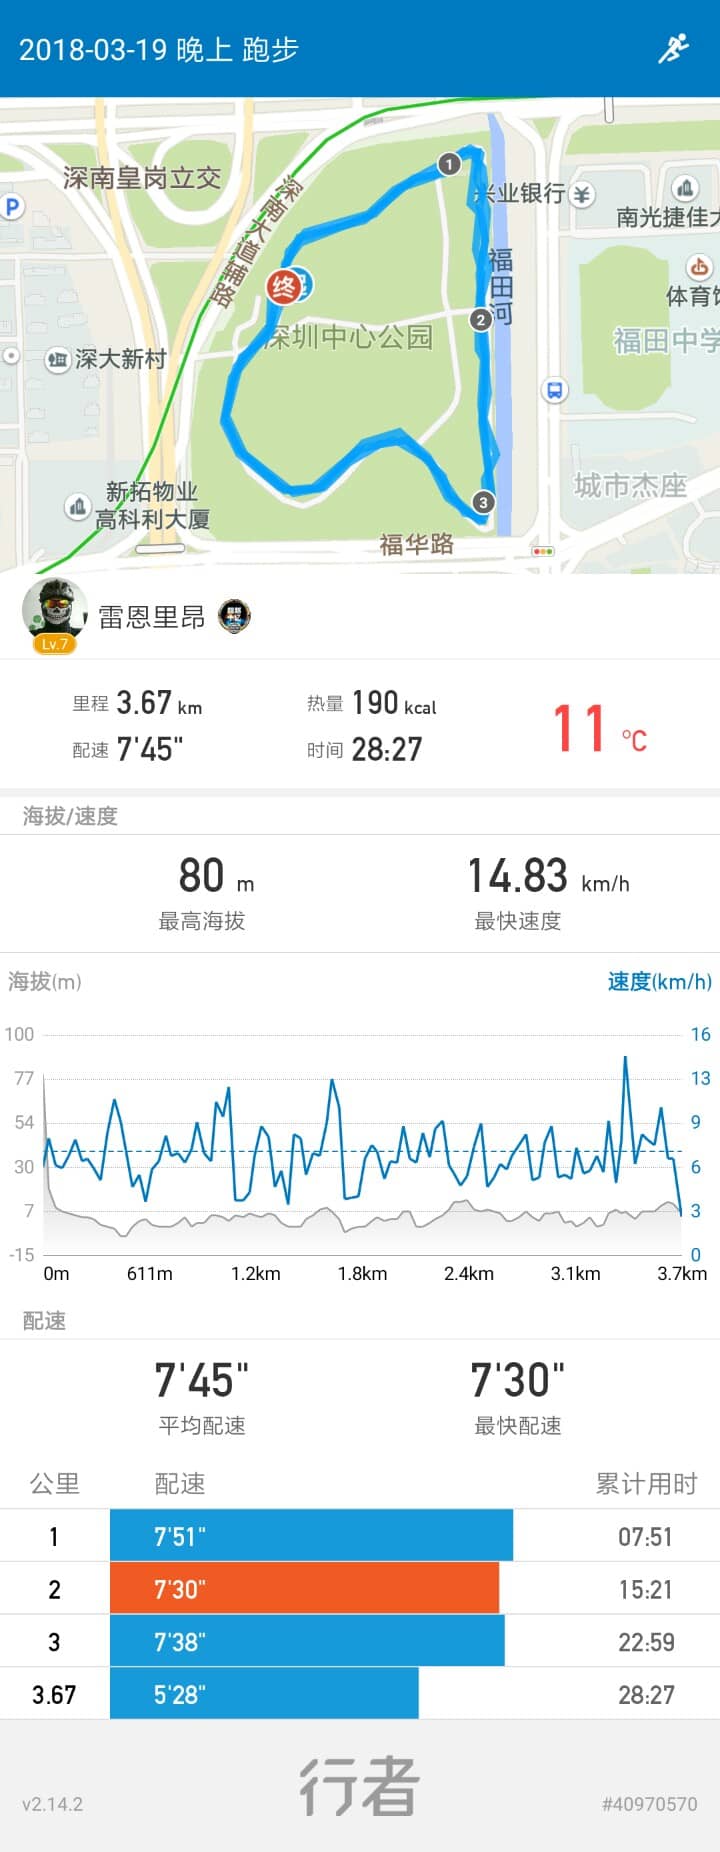 2018-03-19 晚上 跑步
深南皇岗立交
深南大道辅路
1
兴业银行
¥
南光捷佳大
P
福田河
体育馆
终
2
深圳中心公园
福田中学
深大新村
新拓物业
高科利大厦
城市杰座
3
福华路
雷恩里昂
Lv.7
里程 3.67 km
热量 190 kcal
11 °C
配速 7'45"
时间 28:27
海拔/速度
80 m
14.83 km/h
最高海拔
最快速度
海拔(m)
速度(km/h)
100
16
77
13
54
9
30
6
7
3
-15
0
0m
611m
1.2km
1.8km
2.4km
3.1km
3.7km
配速
7'45"
7'30"
平均配速
最快配速
公里
配速
累计用时
1
7'51"
07:51
2
7'30"
15:21
3
7'38"
22:59
3.67
5'28"
28:27
行者
v2.14.2
#40970570